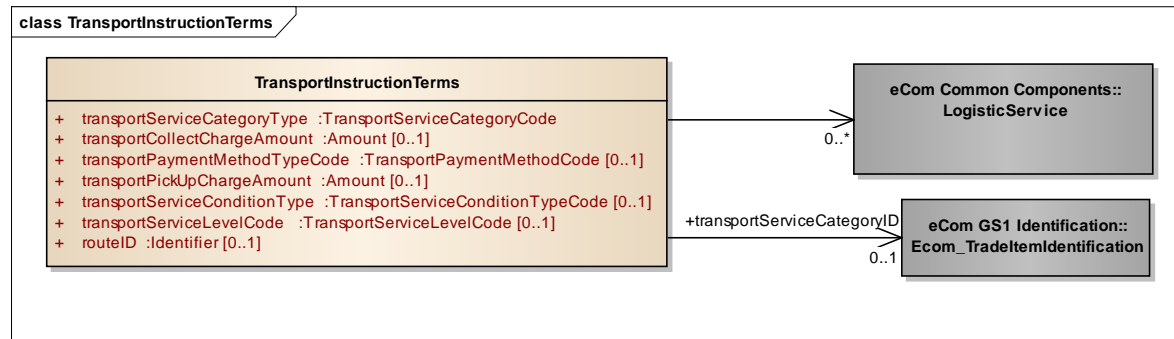 class TransportInstructionTerms
TransportInstructionTerms
+ transportServiceCategoryType :TransportServiceCategoryCode
+ transportCollectChargeAmount :Amount [0..1]
+ transportPaymentMethodTypeCode :TransportPaymentMethodCode [0..1]
+ transportPickUpChargeAmount :Amount [0..1]
+ transportServiceConditionType :TransportServiceConditionTypeCode [0..1]
+ transportServiceLevelCode :TransportServiceLevelCode [0..1]
+ routeID :Identifier [0..1]
eCom Common Components::
LogisticService
0..*
+transportServiceCategoryID
0..1
eCom GS1 Identification::
Ecom_TradeItemIdentification